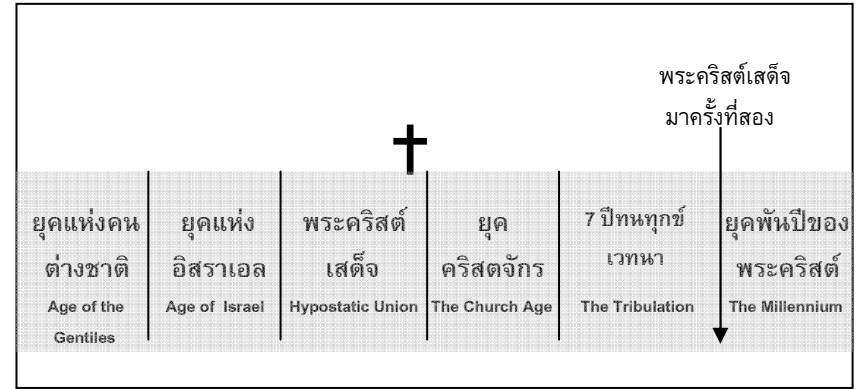 พระคริสต์เสด็จ
มาครั้งที่สอง
ยุคแห่งคน
ต่างชาติ
Age of the
Gentiles
ยุคแห่ง
อิสราเอล
Age of Israel
พระคริสต์
เสด็จ
Hypostatic Union
ยุค
คริสตจักร
The Church Age
7 ปีทนทุกข์
เวทนา
The Tribulation
ยุคพันปีของ
พระคริสต์
The Millennium